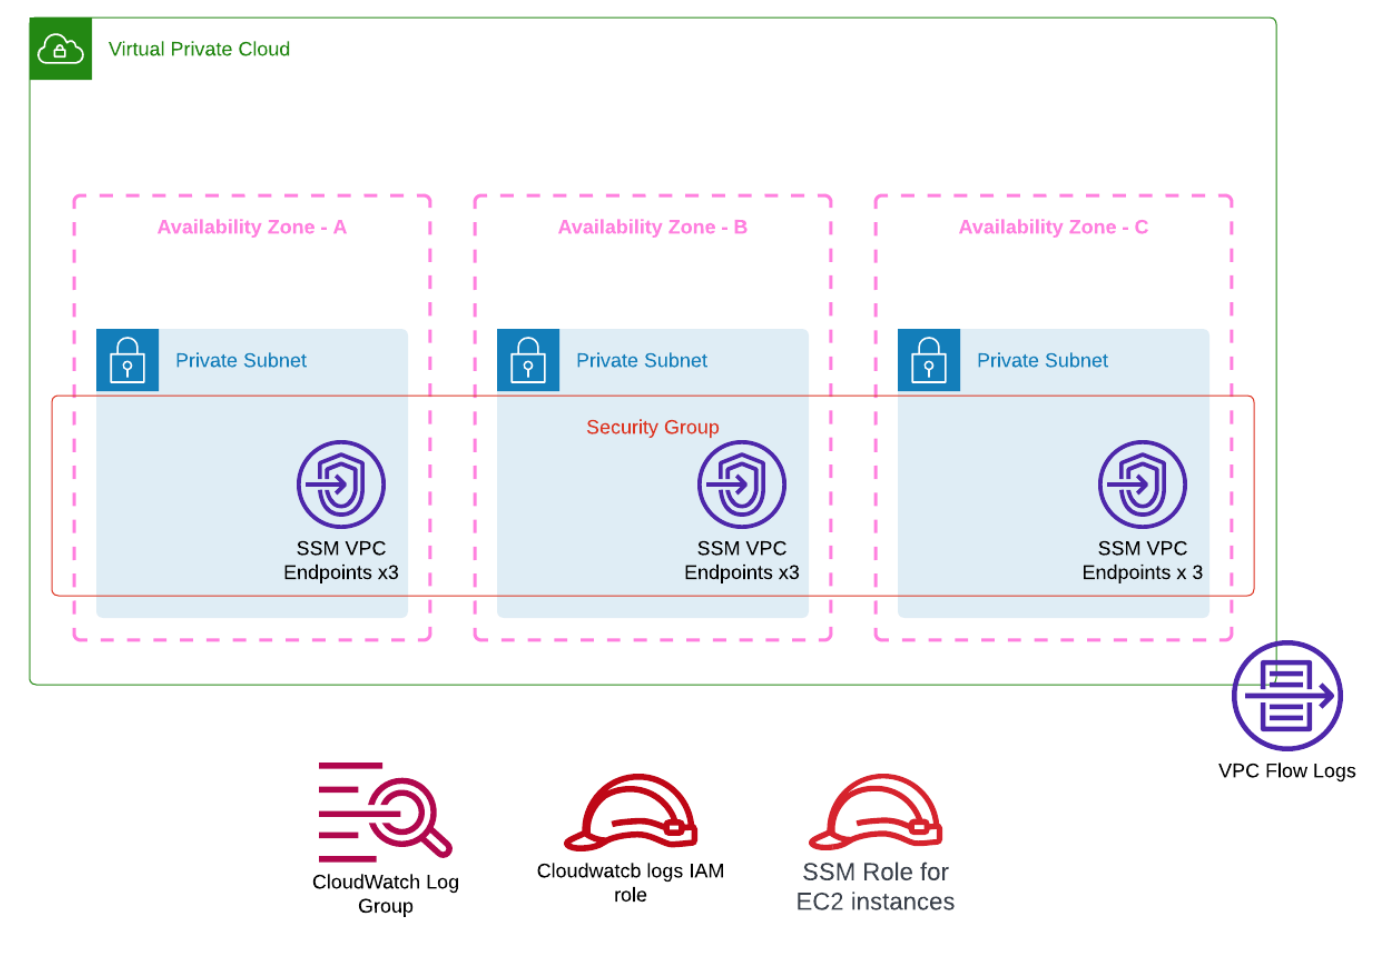 Virtual Private Cloud
Availability Zone - A
Availability Zone - B
Availability Zone - C
Private Subnet
Private Subnet
Private Subnet
Security Group
SSM VPC
Endpoints x3
SSM VPC
Endpoints x3
SSM VPC
Endpoints x 3
VPC Flow Logs
CloudWatch Log
Group
Cloudwatcb logs IAM
role
SSM Role for
EC2 instances